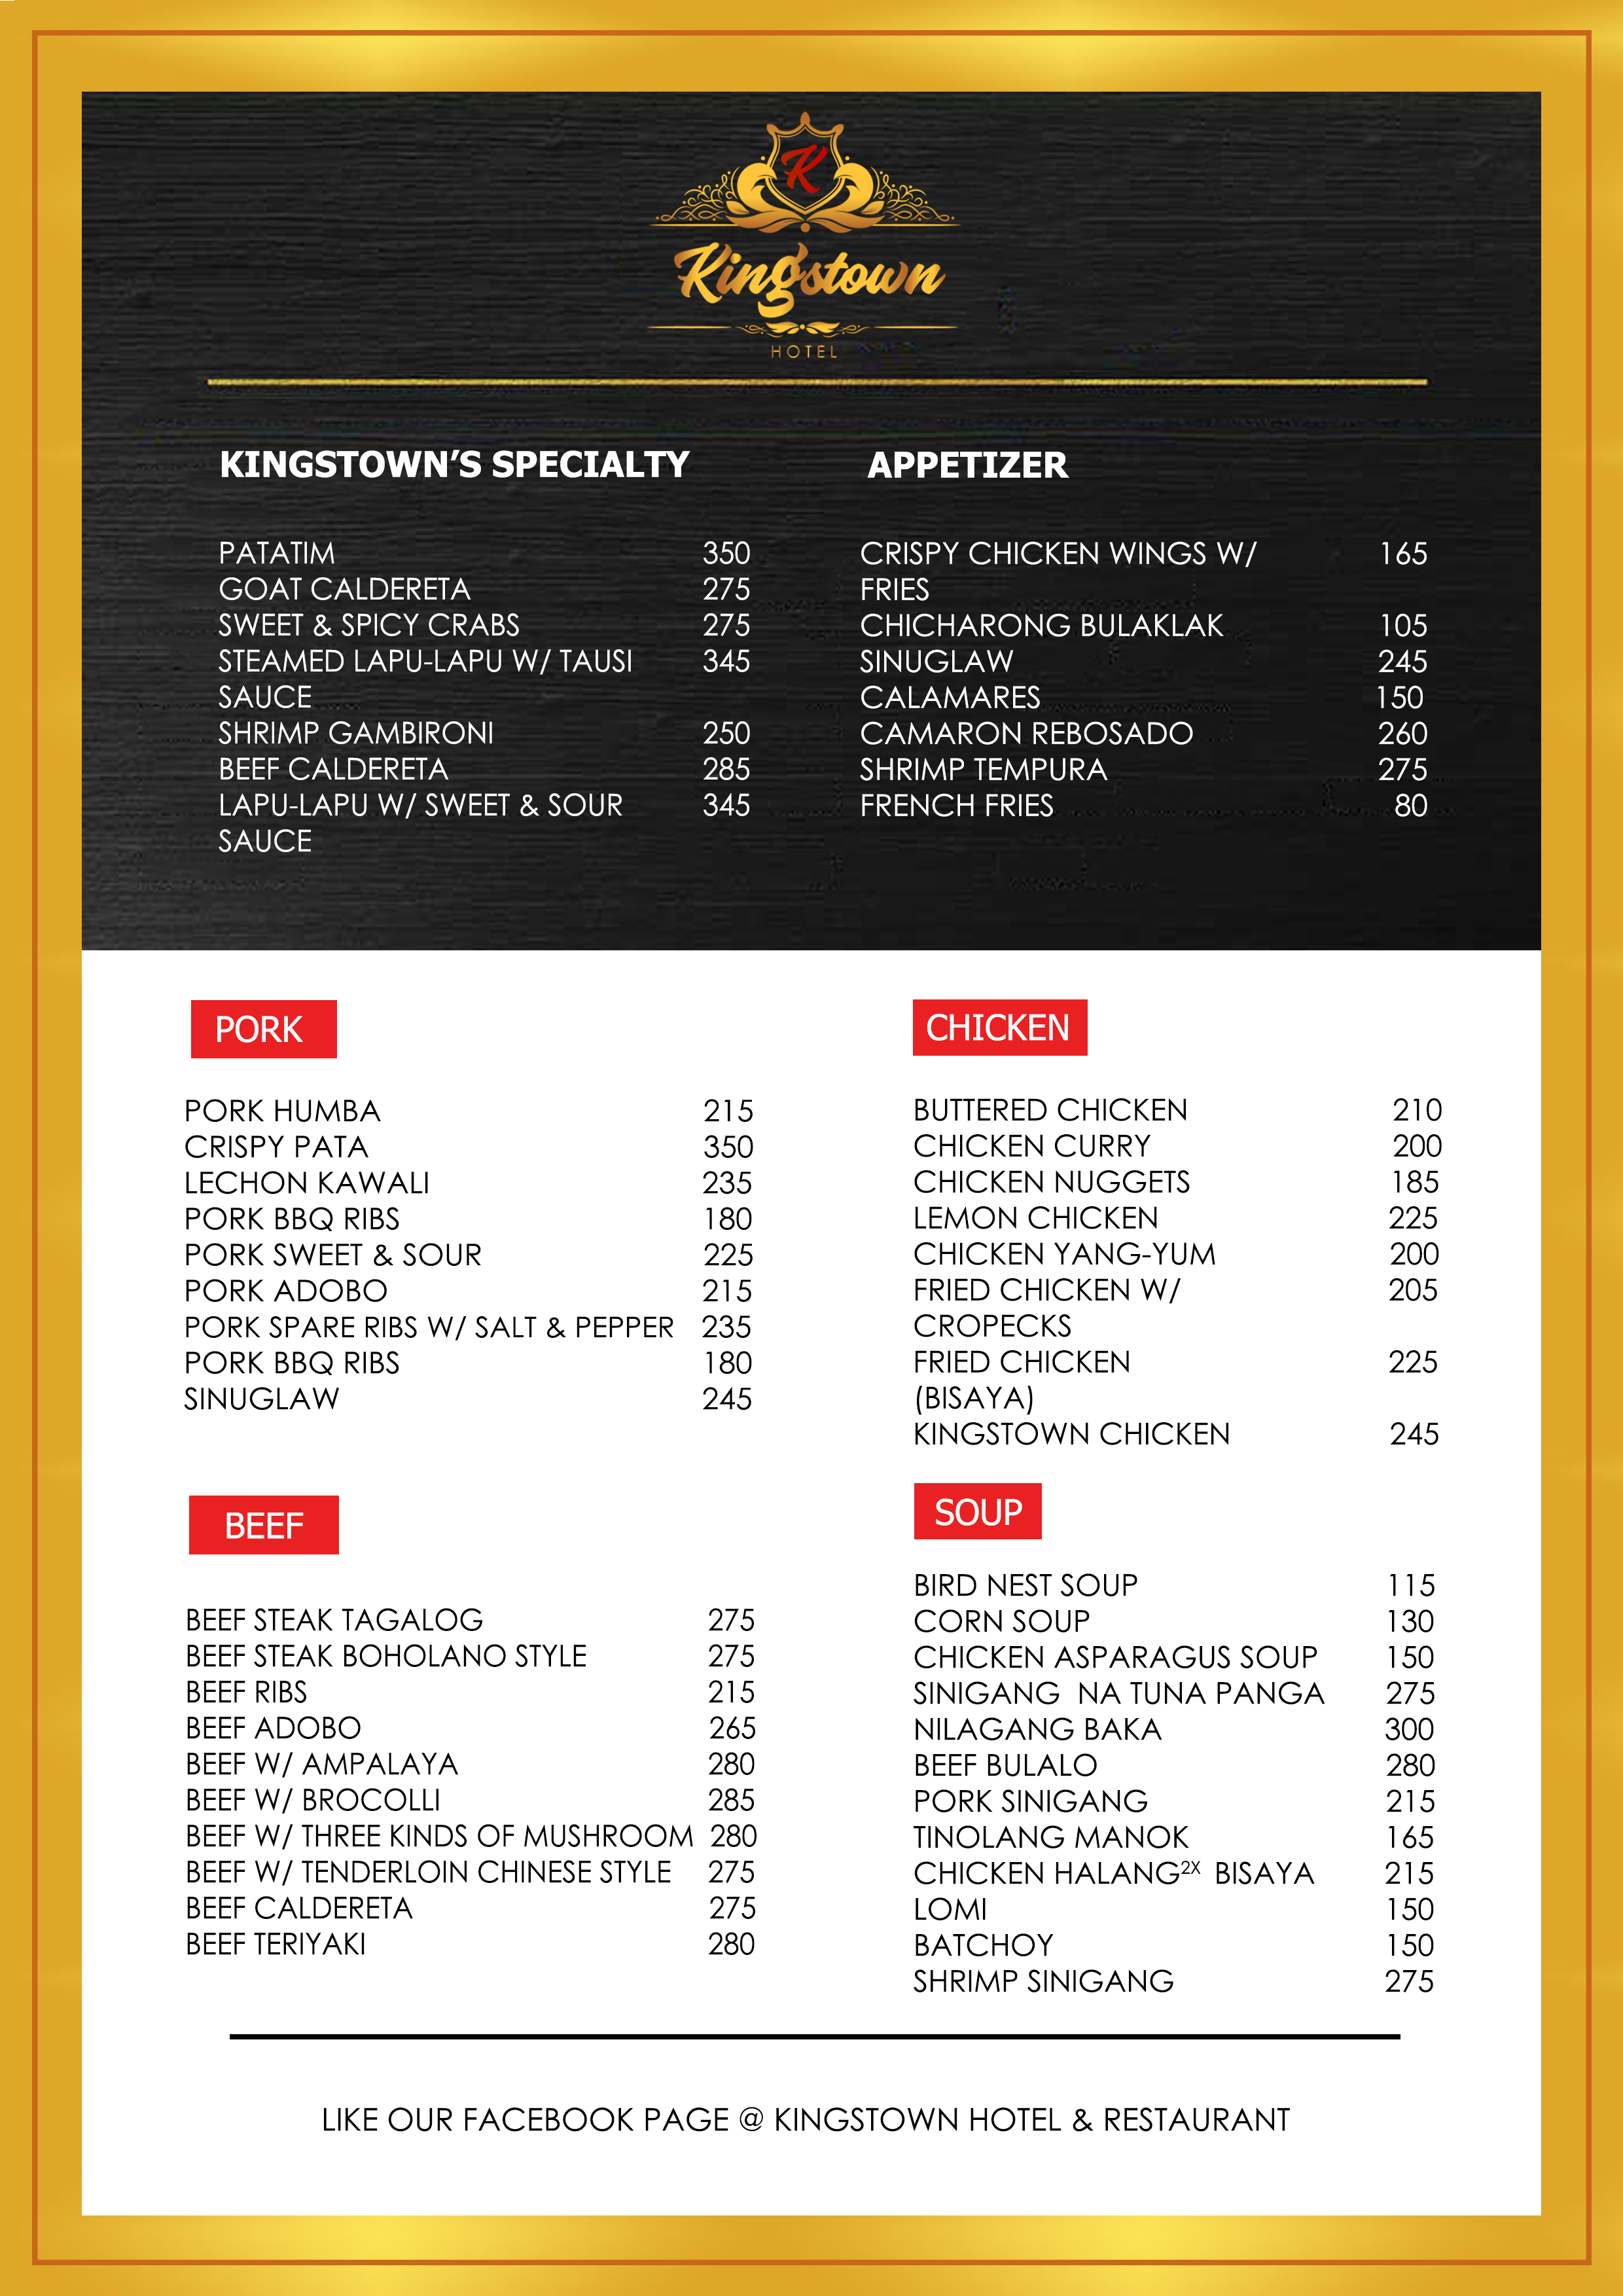 K
Kingstown
HOTEL
KINGSTOWN’S SPECIALTY
PATATIM 350
GOAT CALDERETA 275
SWEET & SPICY CRABS 275
STEAMED LAPU-LAPU W/ TAUSI 345
SAUCE
SHRIMP GAMBIRONI 250
BEEF CALDERETA 285
LAPU-LAPU W/ SWEET & SOUR 345
SAUCE
APPETIZER
CRISPY CHICKEN WINGS W/ 165
FRIES
CHICHARONG BULAKLAK 105
SINUGLAW 245
CALAMARES 150
CAMARON REBOSADO 260
SHRIMP TEMPURA 275
FRENCH FRIES 80
PORK
PORK HUMBA 215
CRISPY PATA 350
LECHON KAWALI 235
PORK BBQ RIBS 180
PORK SWEET & SOUR 225
PORK ADOBO 215
PORK SPARE RIBS W/ SALT & PEPPER 235
PORK BBQ RIBS 180
SINUGLAW 245
CHICKEN
BUTTERED CHICKEN 210
CHICKEN CURRY 200
CHICKEN NUGGETS 185
LEMON CHICKEN 225
CHICKEN YANG-YUM 200
FRIED CHICKEN W/ 205
CROPECKS
FRIED CHICKEN 225
(BISAYA)
KINGSTOWN CHICKEN 245
BEEF
BEEF STEAK TAGALOG 275
BEEF STEAK BOHOLANO STYLE 275
BEEF RIBS 215
BEEF ADOBO 265
BEEF W/ AMPALAYA 280
BEEF W/ BROCOLLI 285
BEEF W/ THREE KINDS OF MUSHROOM 280
BEEF W/ TENDERLOIN CHINESE STYLE 275
BEEF CALDERETA 275
BEEF TERIYAKI 280
SOUP
BIRD NEST SOUP 115
CORN SOUP 130
CHICKEN ASPARAGUS SOUP 150
SINIGANG NA TUNA PANGA 275
NILAGANG BAKA 300
BEEF BULALO 280
PORK SINIGANG 215
TINOLANG MANOK 165
CHICKEN HALANG2X BISAYA 215
LOMI 150
BATCHOY 150
SHRIMP SINIGANG 275
LIKE OUR FACEBOOK PAGE @ KINGSTOWN HOTEL & RESTAURANT